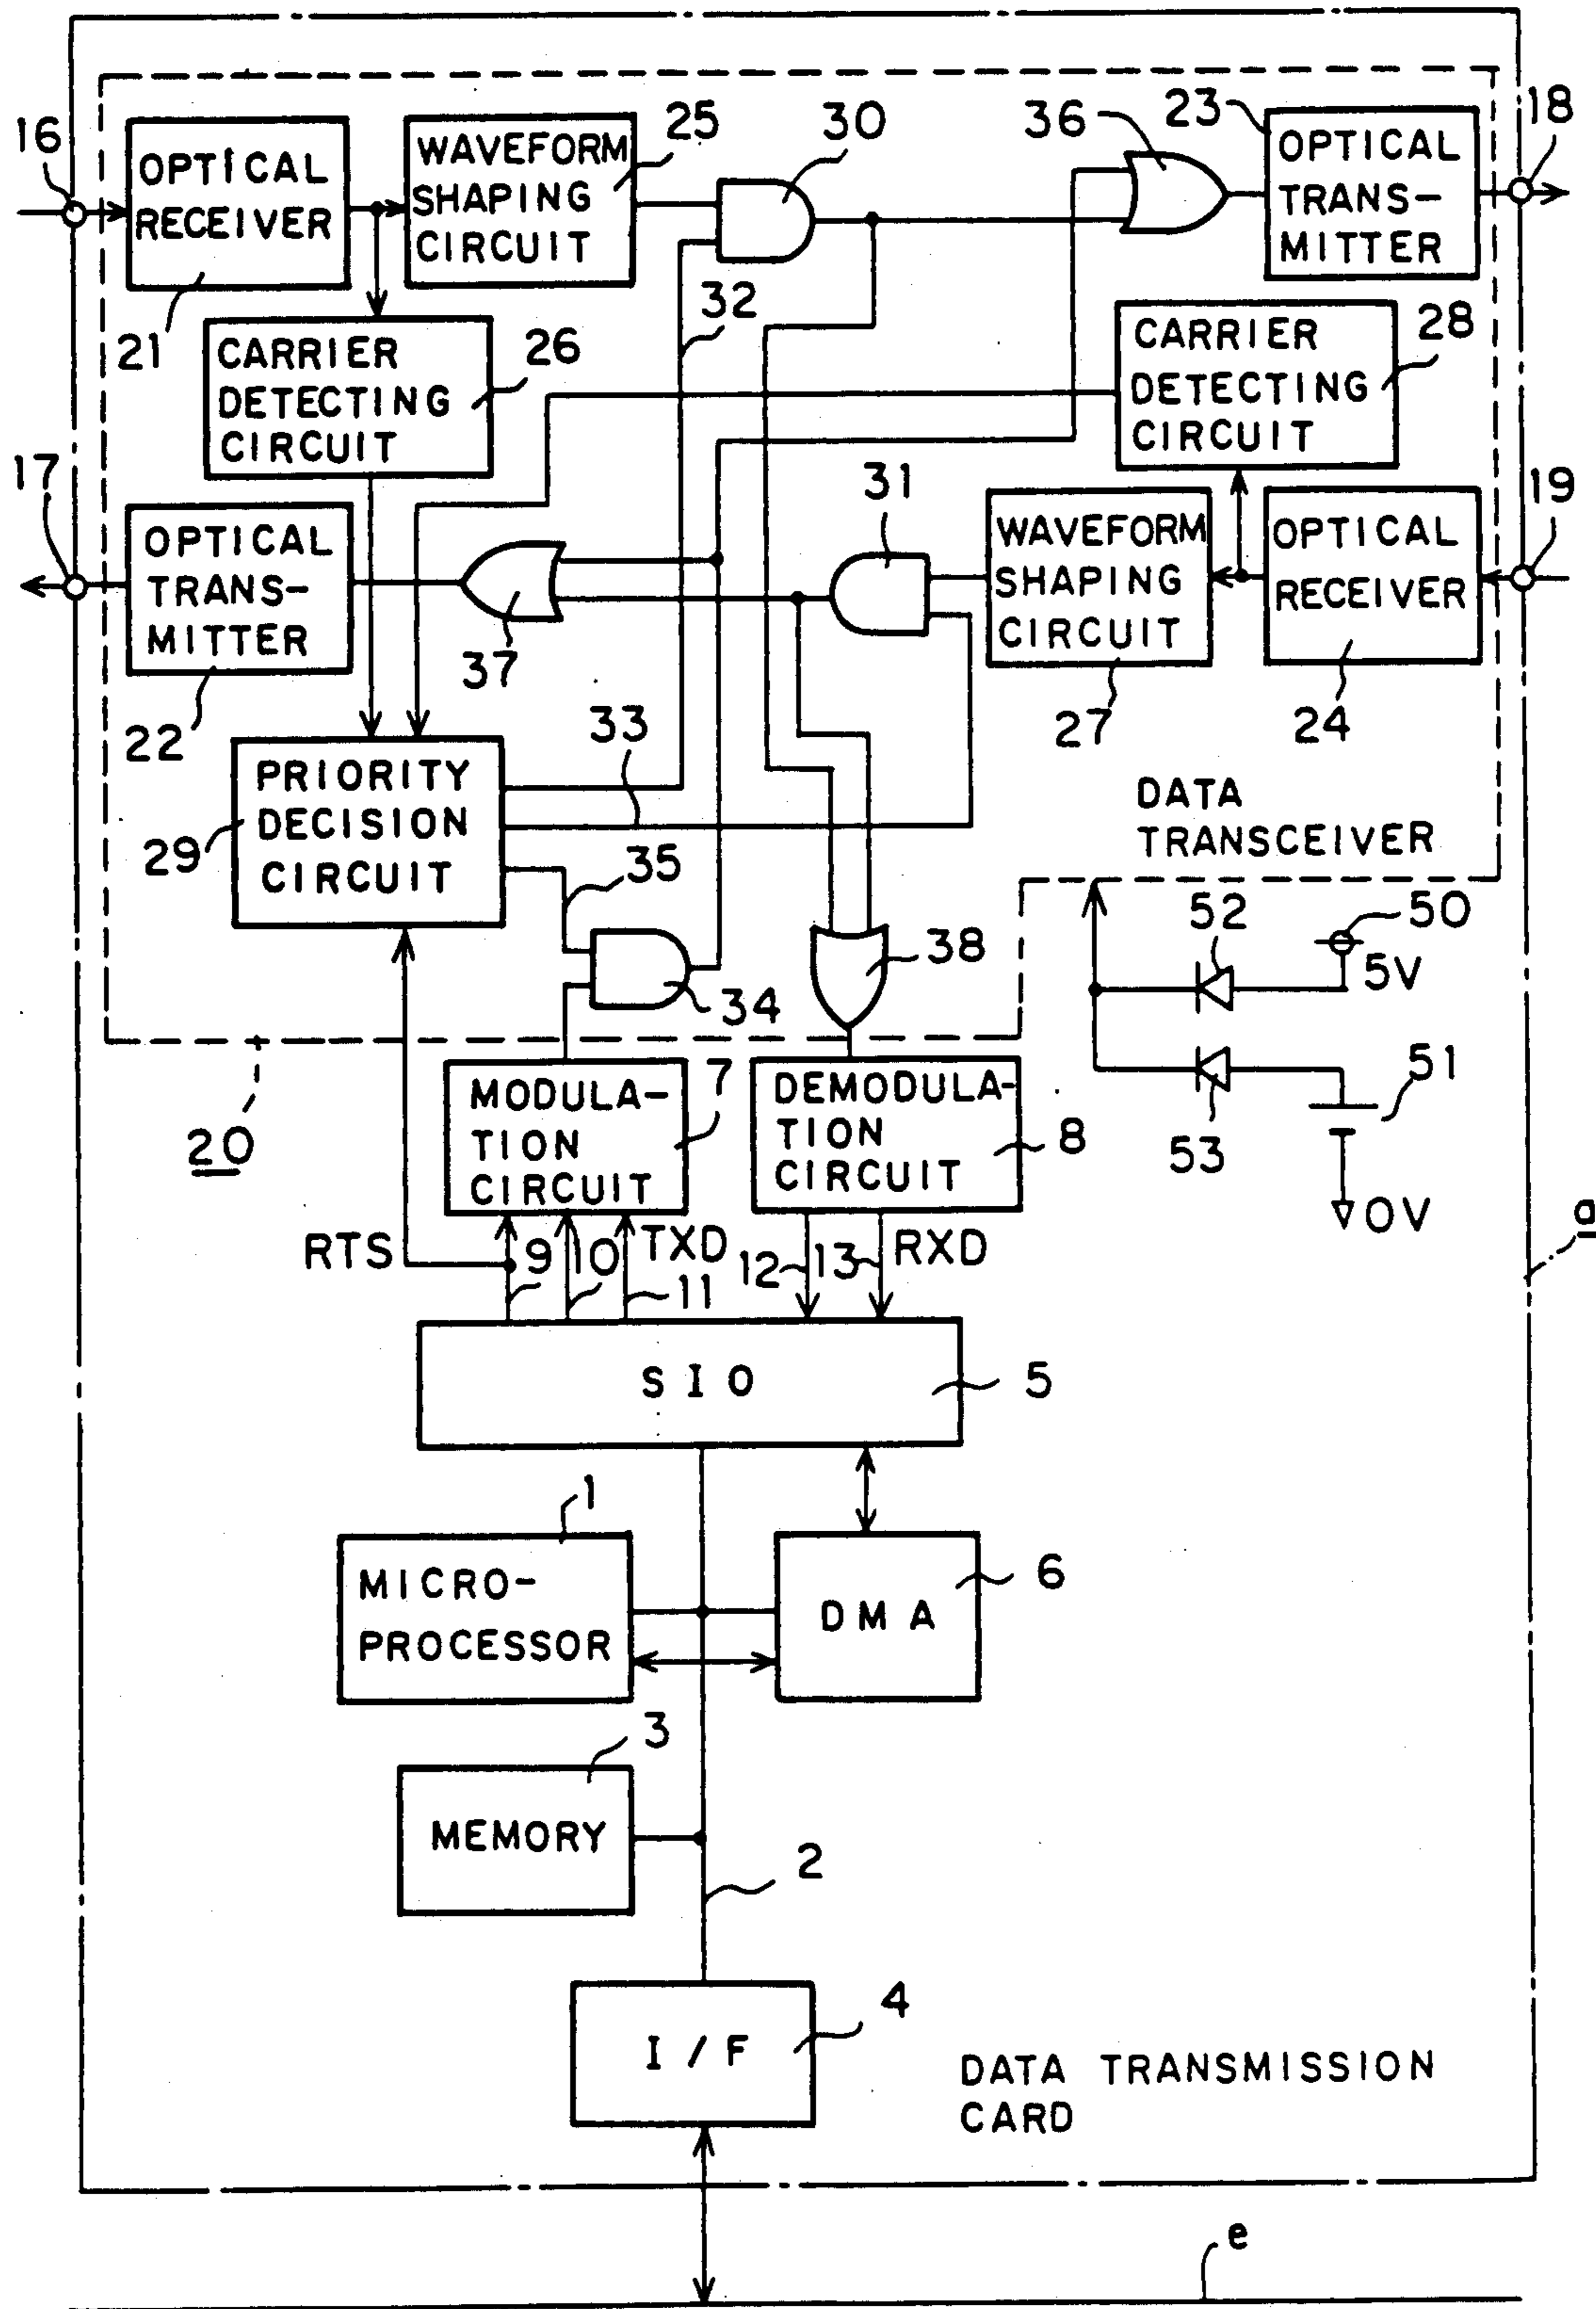 16
OPTICAL
RECEIVER
21
WAVEFORM
SHAPING
CIRCUIT
25
30
36
23
OPTICAL
TRANS-
MITTER
18
32
CARRIER
DETECTING
CIRCUIT
26
CARRIER
DETECTING
CIRCUIT
28
17
OPTICAL
TRANS-
MITTER
22
37
31
WAVEFORM
SHAPING
CIRCUIT
27
OPTICAL
RECEIVER
24
19
33
PRIORITY
DECISION
CIRCUIT
29
35
34
38
DATA
TRANSCEIVER
52
50
5V
51
53
0V
20
MODULA-
TION
CIRCUIT
7
DEMODULA-
TION
CIRCUIT
8
a
RTS
9
10
TXD
11
12
13
RXD
SIO
5
1
MICRO-
PROCESSOR
DMA
6
3
MEMORY
2
I/F
4
DATA TRANSMISSION
CARD
e